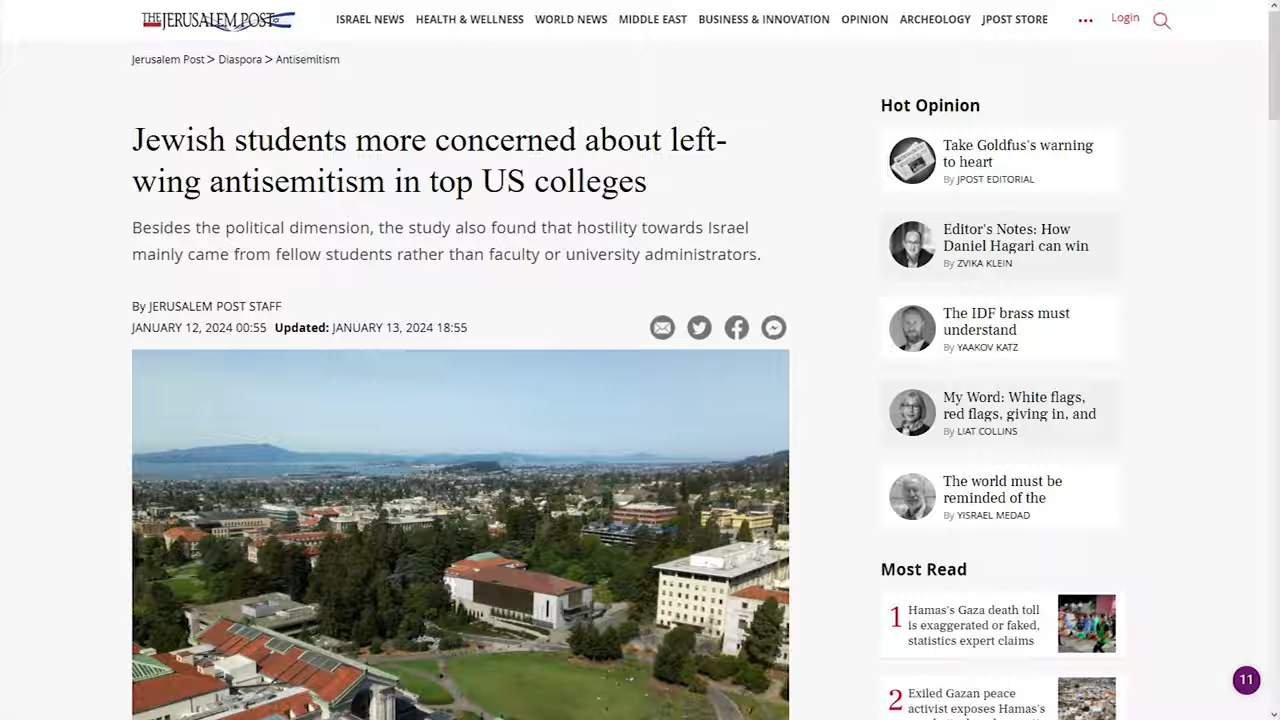 THE JERUSALEM POST
ISRAEL NEWS HEALTH & WELLNESS WORLD NEWS MIDDLE EAST BUSINESS & INNOVATION OPINION ARCHEOLOGY JPOST STORE ... Login
Jerusalem Post > Diaspora > Antisemitism
Jewish students more concerned about left-
wing antisemitism in top US colleges
Besides the political dimension, the study also found that hostility towards Israel
mainly came from fellow students rather than faculty or university administrators.
By JERUSALEM POST STAFF
JANUARY 12, 2024 00:55 Updated: JANUARY 13, 2024 18:55
Hot Opinion
Take Goldfus's warning
to heart
By JPOST EDITORIAL
Editor's Notes: How
Daniel Hagari can win
By ZVIKA KLEIN
The IDF brass must
understand
By YAAKOV KATZ
My Word: White flags,
red flags, giving in, and
By LIAT COLLINS
The world must be
reminded of the
By YISRAEL MEDAD
Most Read
1 Hamas's Gaza death toll
is exaggerated or faked,
statistics expert claims
2 Exiled Gazan peace
activist exposes Hamas's
11